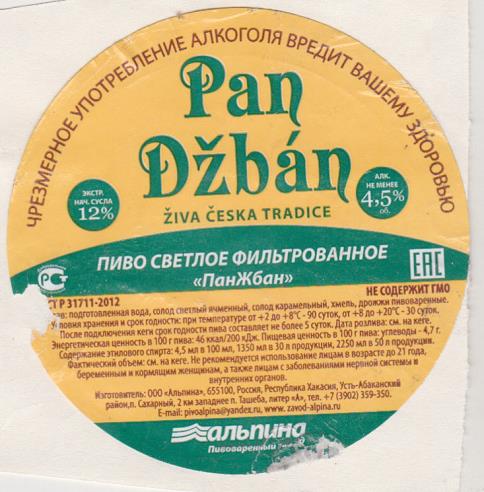 ЧРЕЗМЕРНОЕ УПОТРЕБЛЕНИЕ АЛКОГОЛЯ ВРЕДИТ ВАШЕМУ ЗДОРОВЬЮ
Pan
Džbán
ŽIVA ČESKA TRADICE
ЭКСТР.
НАЧ. СУСЛА
12%
АЛК.
НЕ МЕНЕЕ
4,5%
об.
ПИВО СВЕТЛОЕ ФИЛЬТРОВАННОЕ
«ПанЖбан»
РСТ
ЕАС
Р 31711-2012
НЕ СОДЕРЖИТ ГМО
подготовленная вода, солод светлый ячменный, солод карамельный, хмель, дрожжи пивоваренные.
Условия хранения и срок годности: при температуре от +2 до +8°С - 90 суток, от +8 до +20°С - 30 суток.
После подключения кеги срок годности пива составляет не более 5 суток. Дата розлива: см. на кеге.
Энергетическая ценность в 100 г пива: 46 ккал/200 кДж. Пищевая ценность в 100 г пива: углеводы - 4,7 г.
Содержание этилового спирта: 4,5 мл в 100 мл, 1350 мл в 30 л продукции, 2250 мл в 50 л продукции.
Фактический объем: см. на кеге. Не рекомендуется использование лицам в возрасте до 21 года,
беременным и кормящим женщинам, а также лицам с заболеваниями нервной системы и
внутренних органов.
Изготовитель: ООО «Альпина», 655100, Россия, Республика Хакасия, Усть-Абаканский
район, п. Сахарный, 2 км западнее п. Ташеба, литер «А», тел. +7 (3902) 359-350.
E-mail: pivoalpina@yandex.ru, www. zavod-alpina.ru
альпина
Пивоваренный